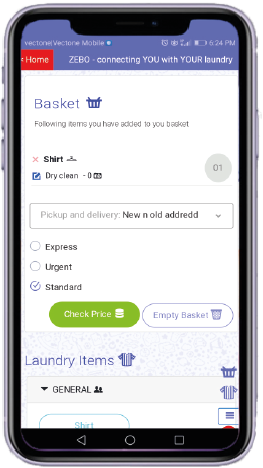 vectone|Vectone Mobile 6:24 PM
< Home ZEBO - connecting YOU with YOUR laundry
Basket
Following items you have added to you basket
× Shirt
Dry clean - 0
01
Pickup and delivery: New n old addredd
Express
Urgent
Standard
Check Price Empty Basket
Laundry Items
GENERAL
Shirt